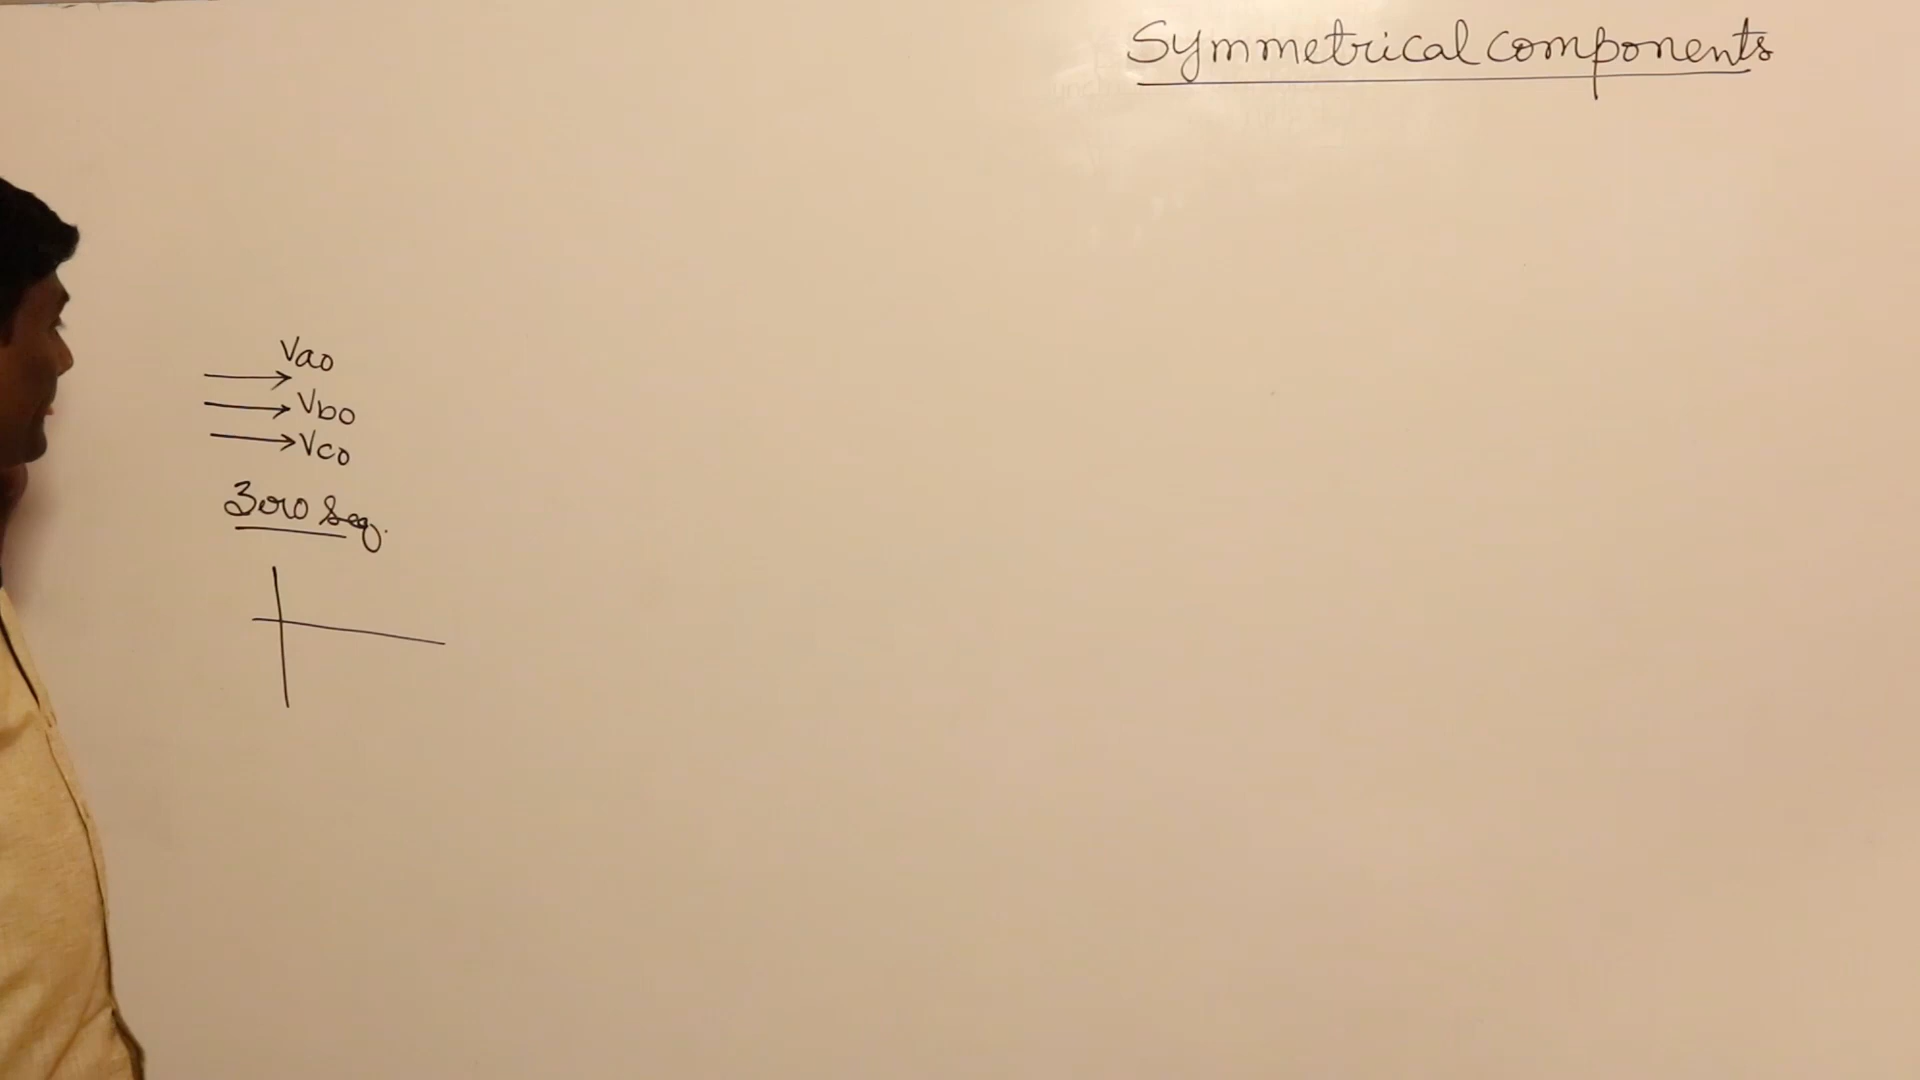 Symmetrical components
Vao
Vbo
Vco
Zero Seq.